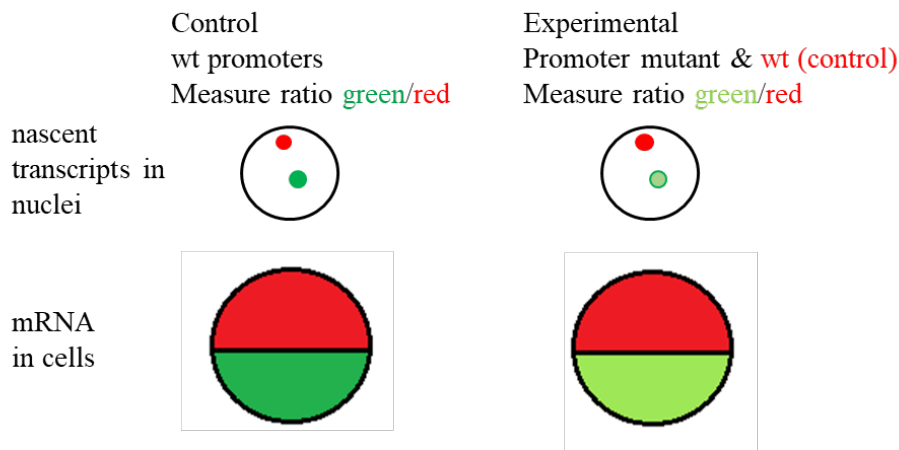 Control
wt promoters
Measure ratio green/red
Experimental
Promoter mutant & wt (control)
Measure ratio green/red
nascent
transcripts in
nuclei
mRNA
in cells